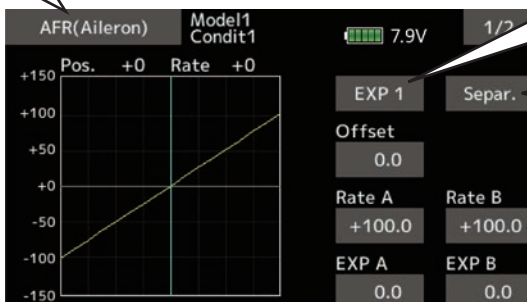 AFR(Aileron) Model1 7.9V 1/2
Condit1
Pos. +0 Rate +0
+150
+100
+50
+0
-50
-100
-150
EXP 1 Separ.
Offset
0.0
Rate A Rate B
+100.0 +100.0
EXP A EXP B
0.0 0.0